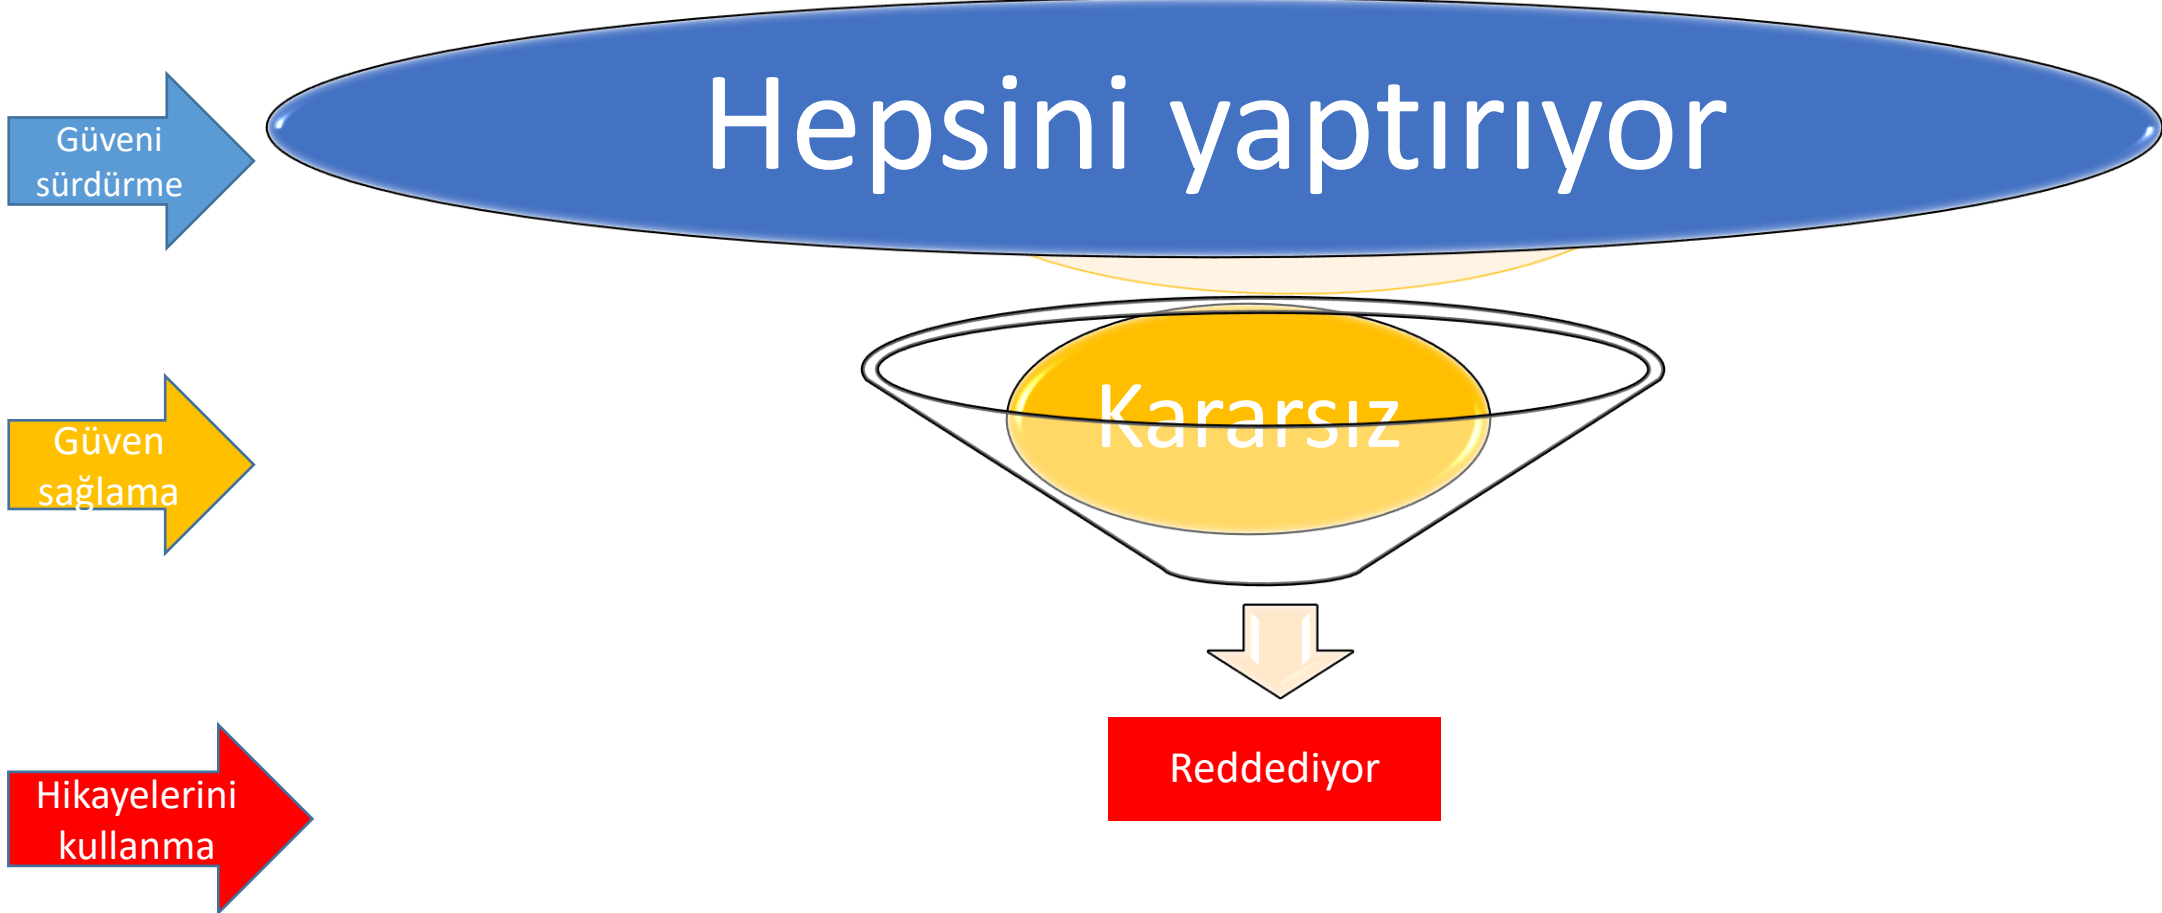 Hepsini yaptırıyor
Güveni
sürdürme
Kararsız
Güven
sağlama
Reddediyor
Hikayelerini
kullanma